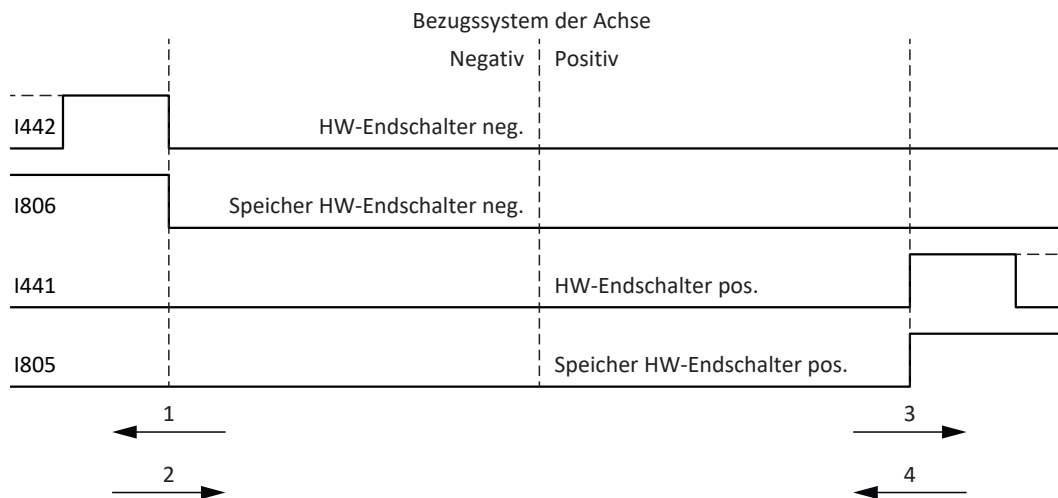 Bezugssystem der Achse
Negativ Positiv
I442 HW-Endschalter neg.
I806 Speicher HW-Endschalter neg.
I441 HW-Endschalter pos.
I805 Speicher HW-Endschalter pos.
1 3
2 4